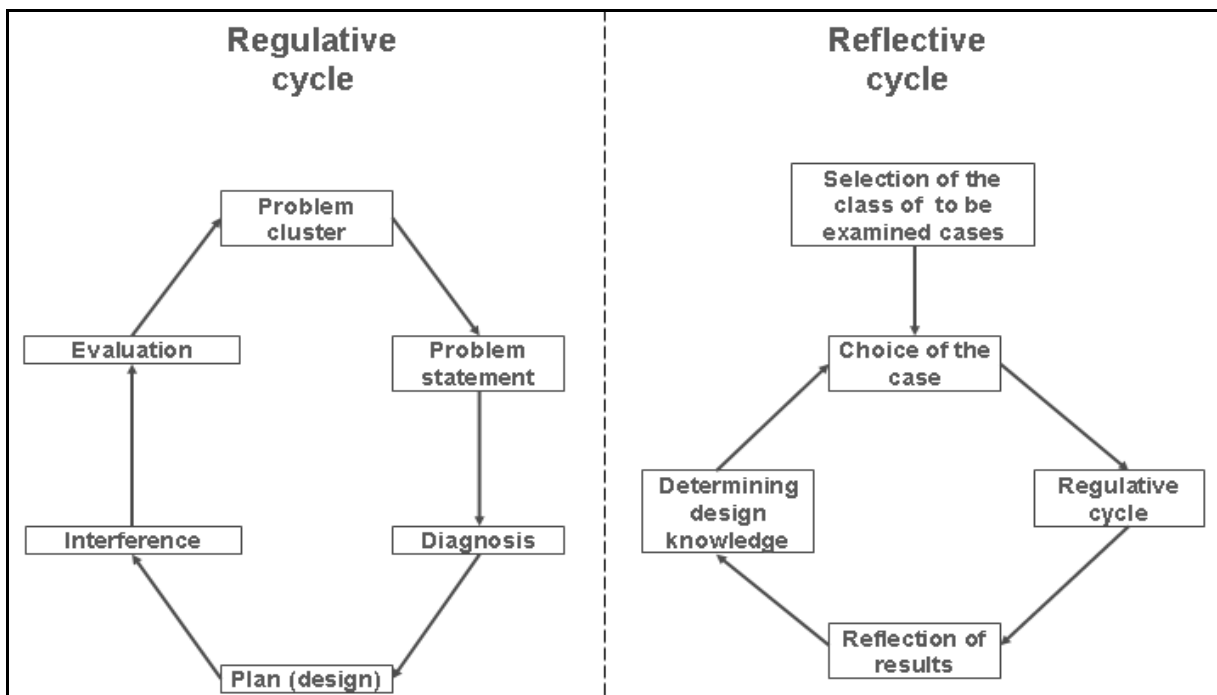 Regulative
cycle
Problem
cluster
Problem
statement
Diagnosis
Plan (design)
Interference
Evaluation
Reflective
cycle
Selection of the
class of to be
examined cases
Choice of the
case
Regulative
cycle
Reflection of
results
Determining
design
knowledge